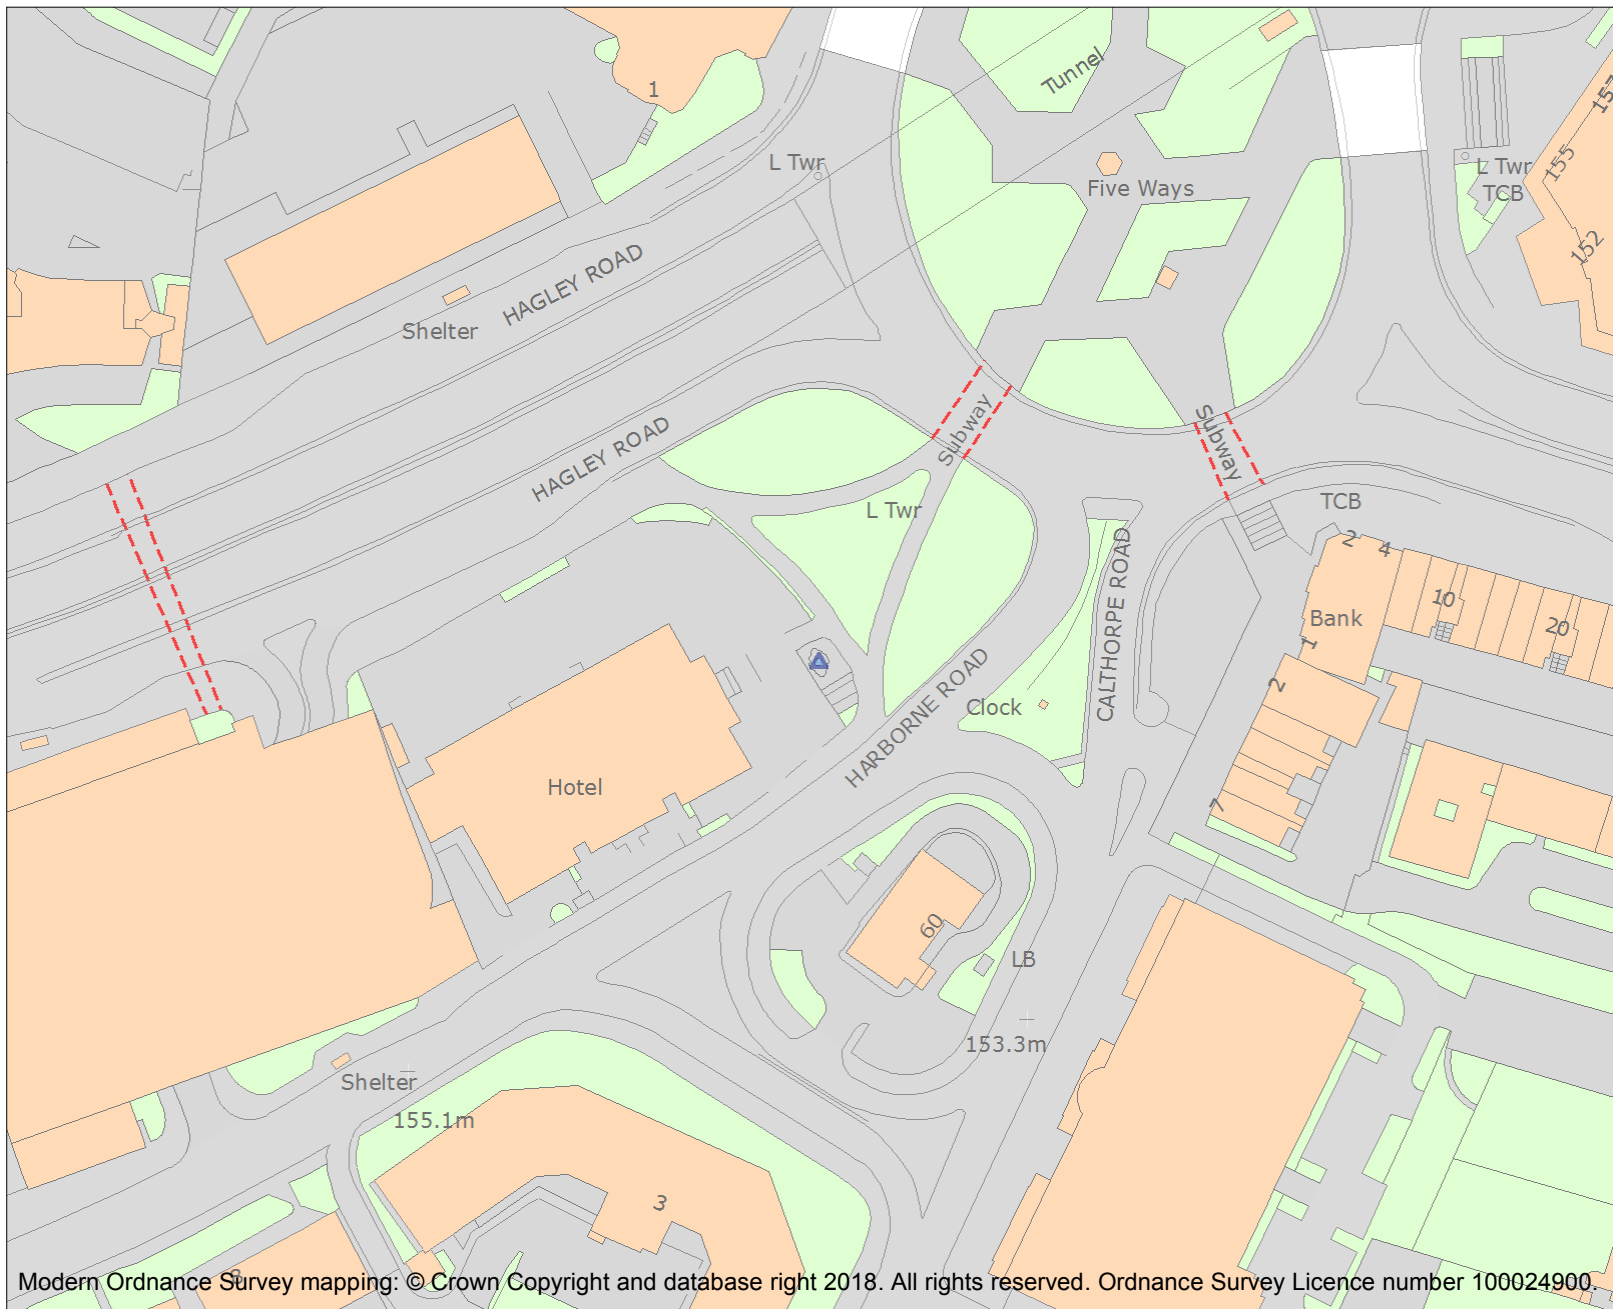 Tunnel
1
L Twr
157
155
L Twr
TCB
152
Five Ways
HAGLEY ROAD
Shelter
HAGLEY ROAD
Subway
Subway
L Twr
TCB
CALTHORPE ROAD
2
4
10
20
Bank
1
2
HARBORNE ROAD
Clock
Hotel
7
60
LB
153.3m
Shelter
155.1m
3
8
Modern Ordnance Survey mapping: © Crown Copyright and database right 2018. All rights reserved. Ordnance Survey Licence number 100024900.